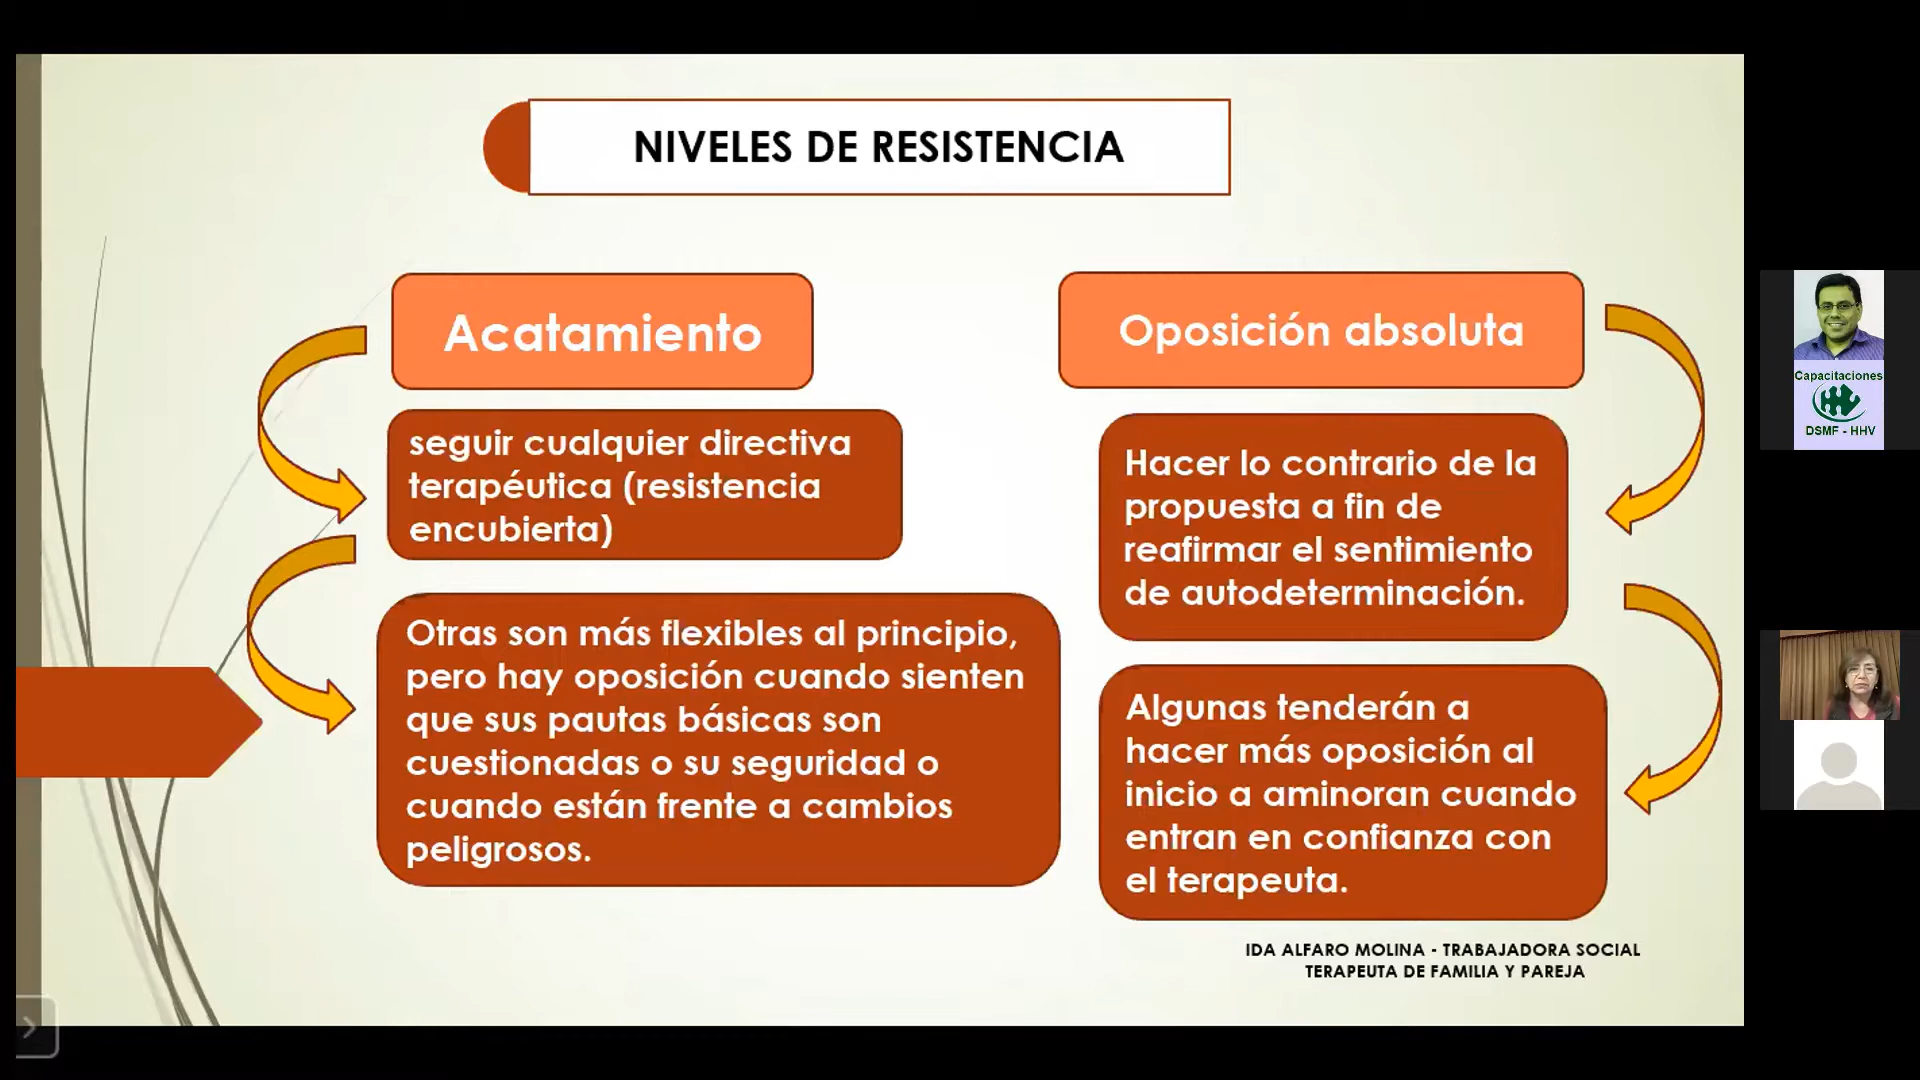 NIVELES DE RESISTENCIA
Acatamiento
seguir cualquier directiva
terapéutica (resistencia
encubierta)
Otras son más flexibles al principio,
pero hay oposición cuando sienten
que sus pautas básicas son
cuestionadas o su seguridad o
cuando están frente a cambios
peligrosos.
Oposición absoluta
Hacer lo contrario de la
propuesta a fin de
reafirmar el sentimiento
de autodeterminación.
Algunas tenderán a
hacer más oposición al
inicio a aminoran cuando
entran en confianza con
el terapeuta.
IDA ALFARO MOLINA - TRABAJADORA SOCIAL
TERAPEUTA DE FAMILIA Y PAREJA
Capacitaciones
DSMF - HHV